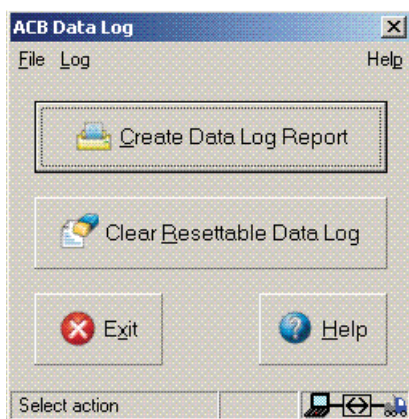 ACB Data Log
File Log Help
Create Data Log Report
Clear Resettable Data Log
Exit Help
Select action